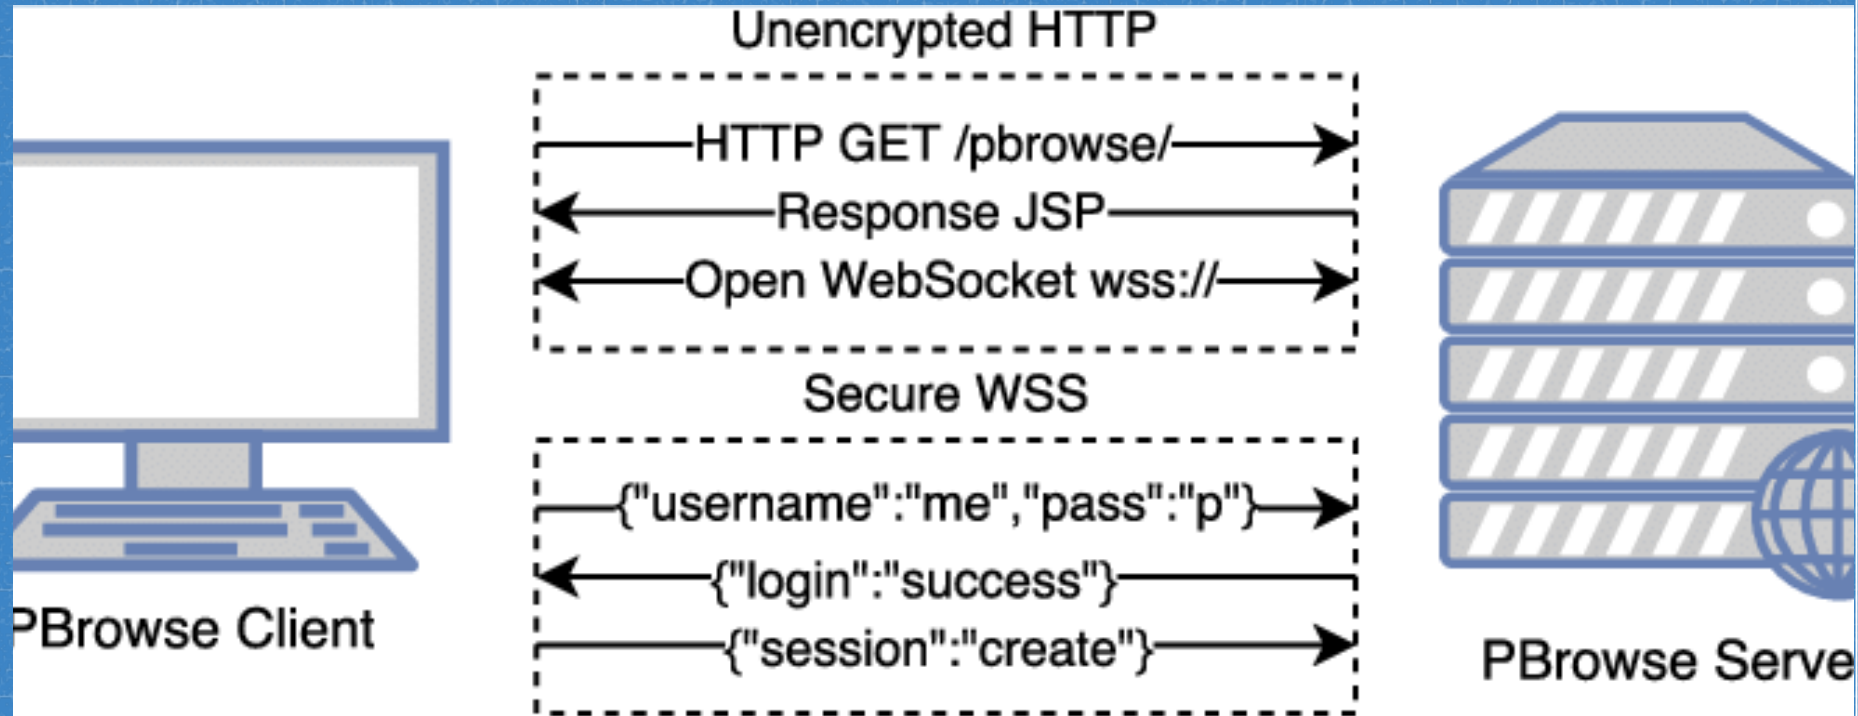 Unencrypted HTTP
HTTP GET /pbrowse/
Response JSP
Open WebSocket wss://
Secure WSS
{"username":"me","pass":"p"}
{"login":"success"}
{"session":"create"}
PBrowse Client
PBrowse Serve